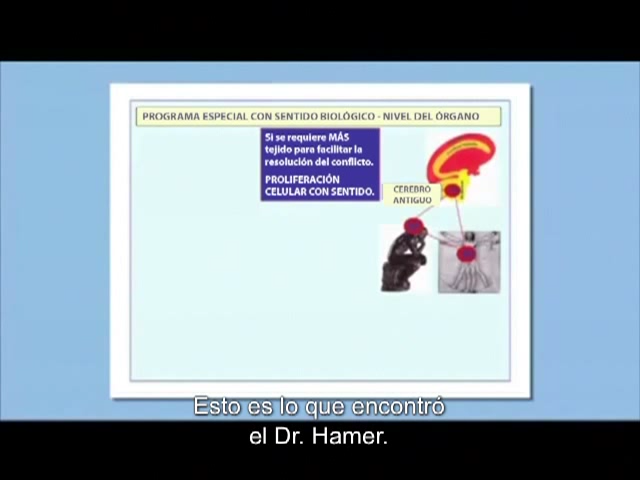 PROGRAMA ESPECIAL CON SENTIDO BIOLÓGICO - NIVEL DEL ÓRGANO
Si se requiere MÁS
tejido para facilitar la
resolución del conflicto.
PROLIFERACIÓN
CELULAR CON SENTIDO.
CEREBRO
ANTIGUO
Esto es lo que encontró
el Dr. Hamer.